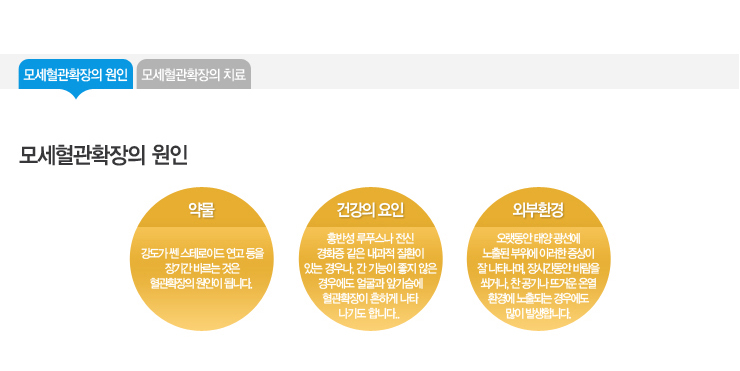 모세혈관확장의 원인
모세혈관확장의 치료
모세혈관확장의 원인
약물
강도가 쎈 스테로이드 연고 등을
장기간 바르는 것은
혈관확장의 원인이 됩니다.
건강의 요인
홍반성 루푸스나 전신
경화증 같은 내과적 질환이
있는 경우나, 간 기능이 좋지 않은
경우에도 얼굴과 앞가슴에
혈관확장이 흔하게 나타
나기도 합니다..
외부환경
오랫동안 태양 광선에
노출된 부위에 이러한 증상이
잘 나타나며, 장시간동안 바람을
쐬거나, 찬 공기나 뜨거운 온열
환경에 노출되는 경우에도
많이 발생합니다.